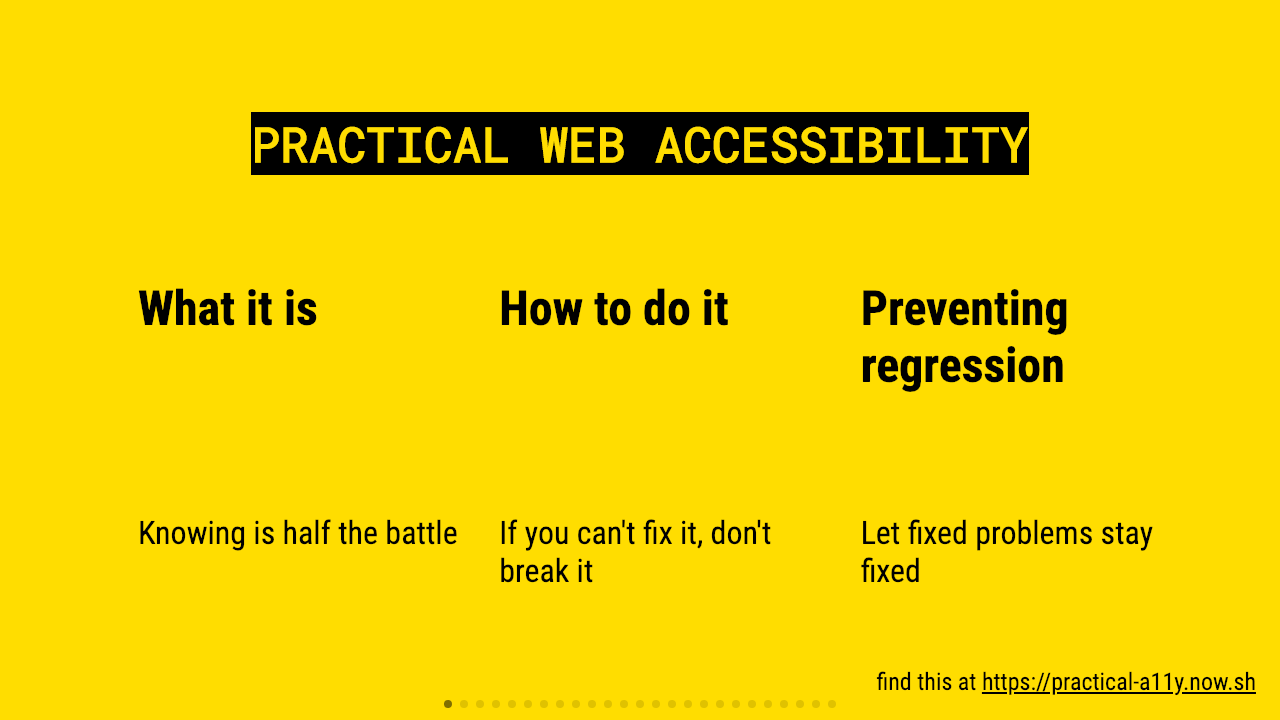 PRACTICAL WEB ACCESSIBILITY
What it is
Knowing is half the battle
How to do it
If you can't fix it, don't
break it
Preventing
regression
Let fixed problems stay
fixed
find this at https://practical-a11y.now.sh